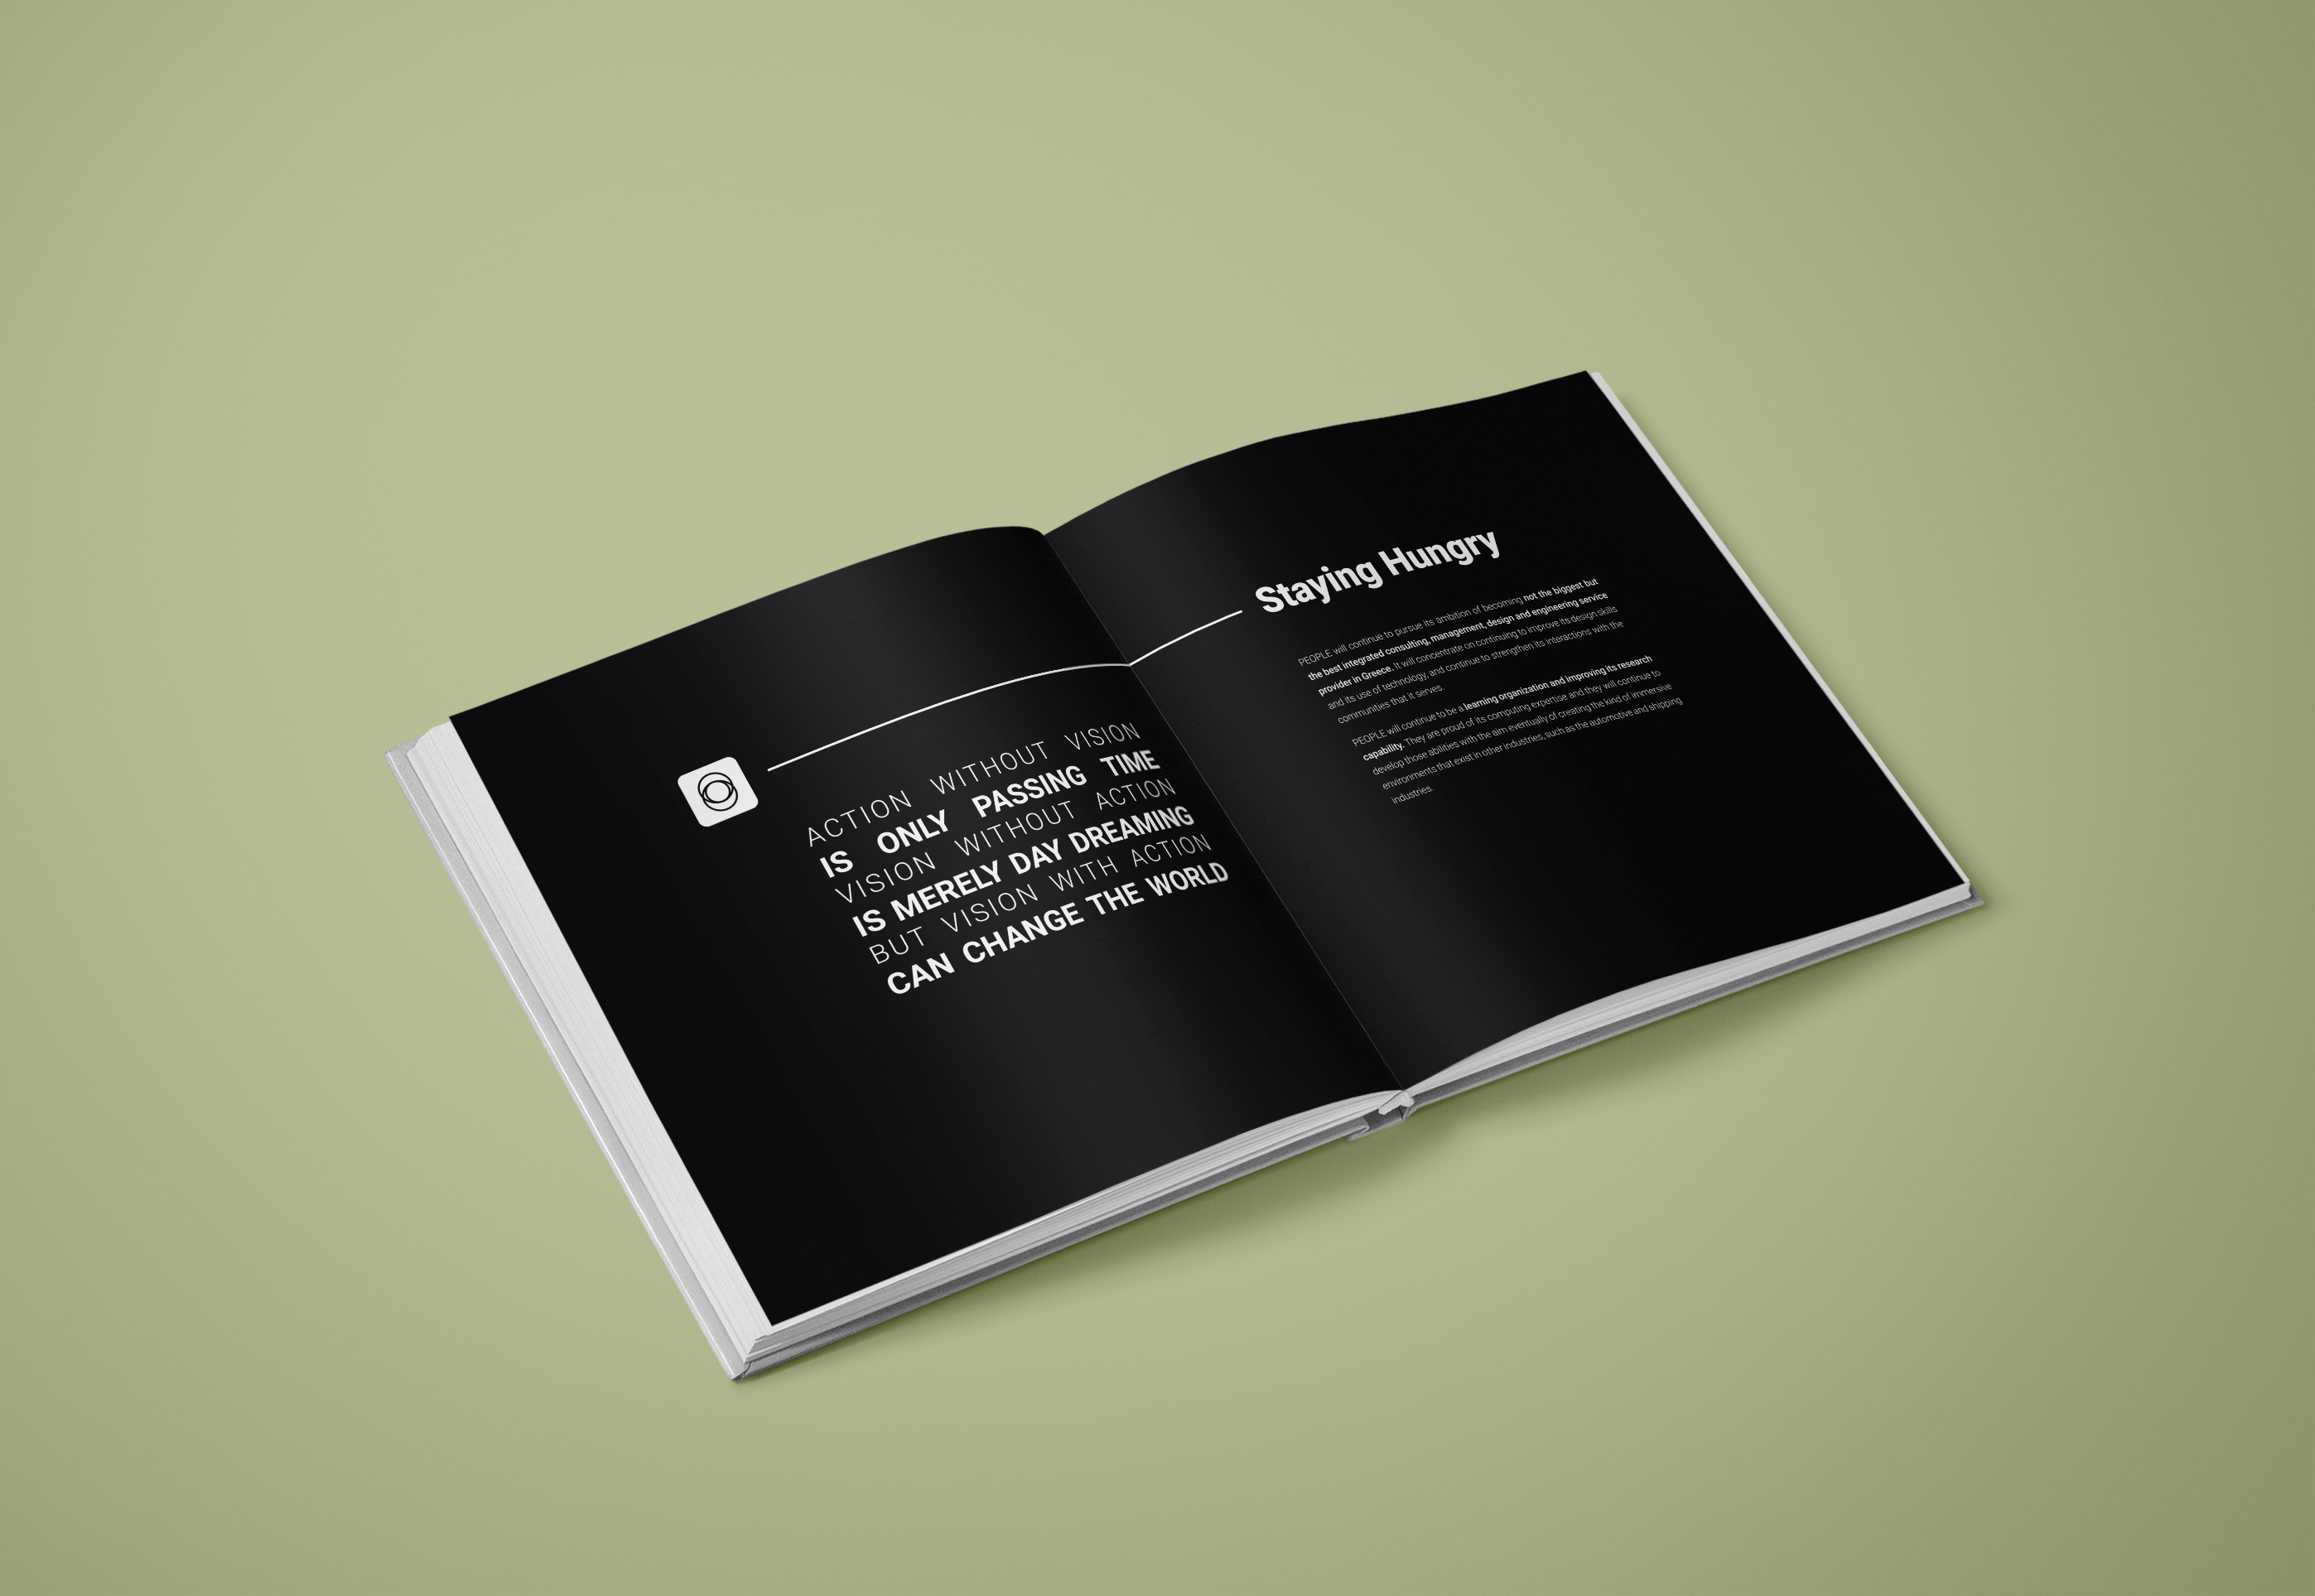 ACTION WITHOUT VISION
IS ONLY PASSING TIME
VISION WITHOUT ACTION
IS MERELY DAY DREAMING
BUT VISION WITH ACTION
CAN CHANGE THE WORLD
Staying Hungry
PEOPLE will continue to pursue its ambition of becoming not the biggest but
the best integrated consulting, management, design and engineering service
provider in Greece. It will concentrate on continuing to improve its design skills
and its use of technology, and continue to strengthen its interactions with the
communities that it serves.
PEOPLE will continue to be a learning organization and improving its research
capability. They are proud of its computing expertise and they will continue to
develop those abilities with the aim eventually of creating the kind of immersive
environments that exist in other industries, such as the automotive and shipping
industries.